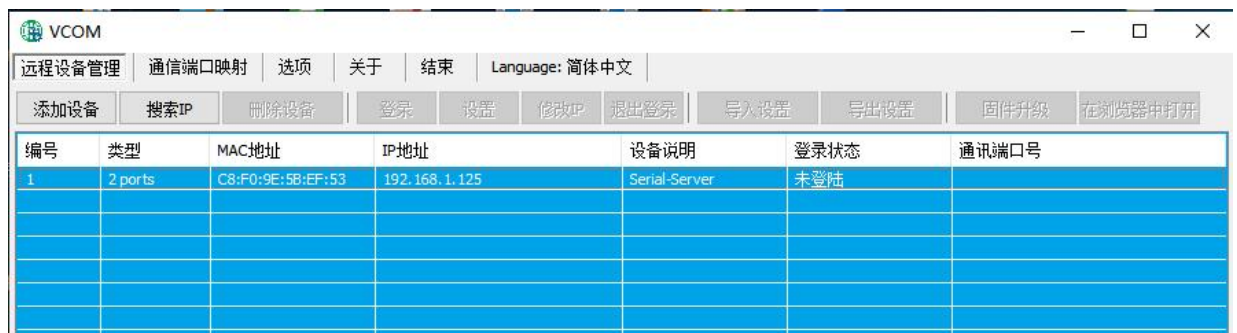 VCOM
远程设备管理 通信端口映射 选项 关于 结束 Language: 简体中文
添加设备 搜索IP 删除设备 登录 设置 修改IP 退出登录 导入设置 导出设置 固件升级 在浏览器中打开
编号 类型 MAC地址 IP地址 设备说明 登录状态 通讯端口号
1 2 ports C8:F0:9E:5B:EF:53 192.168.1.125 Serial-Server 未登陆